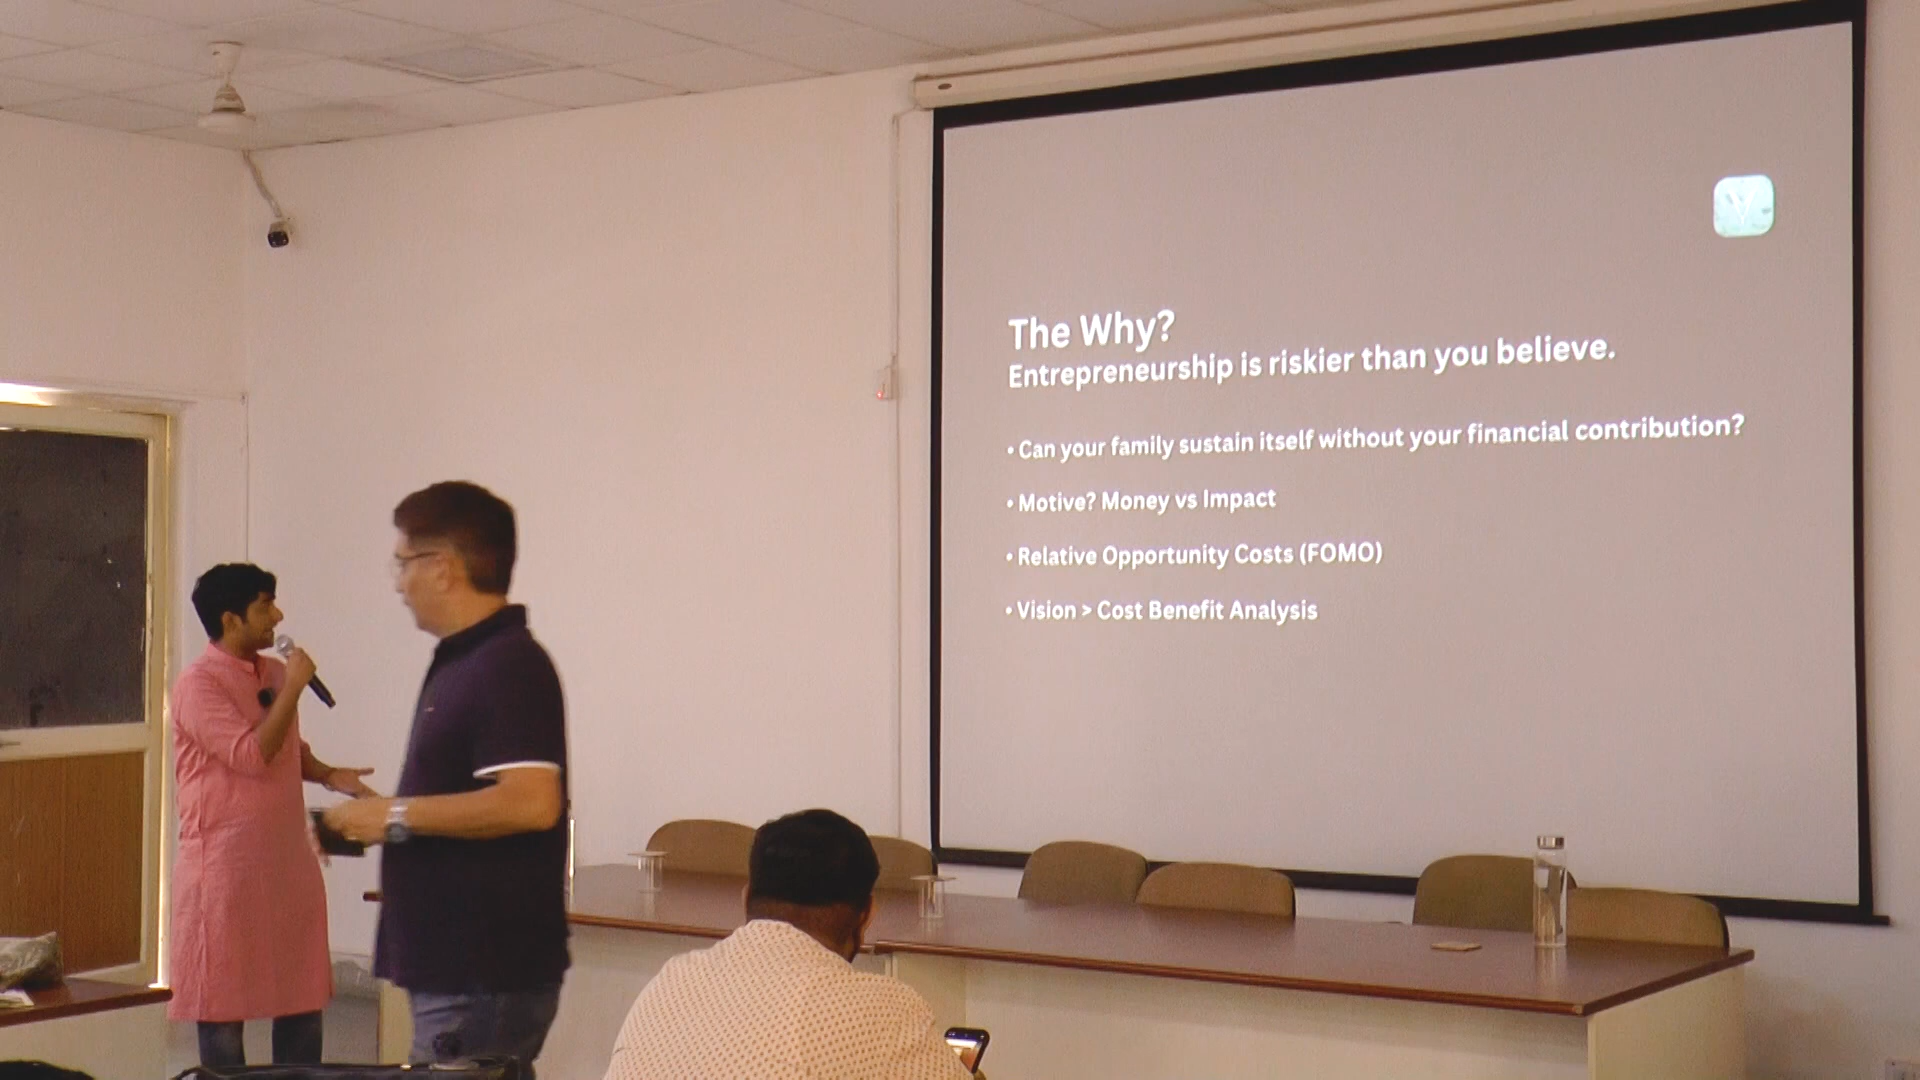 The Why?
Entrepreneurship is riskier than you believe.
• Can your family sustain itself without your financial contribution?
• Motive? Money vs Impact
• Relative Opportunity Costs (FOMO)
• Vision > Cost Benefit Analysis